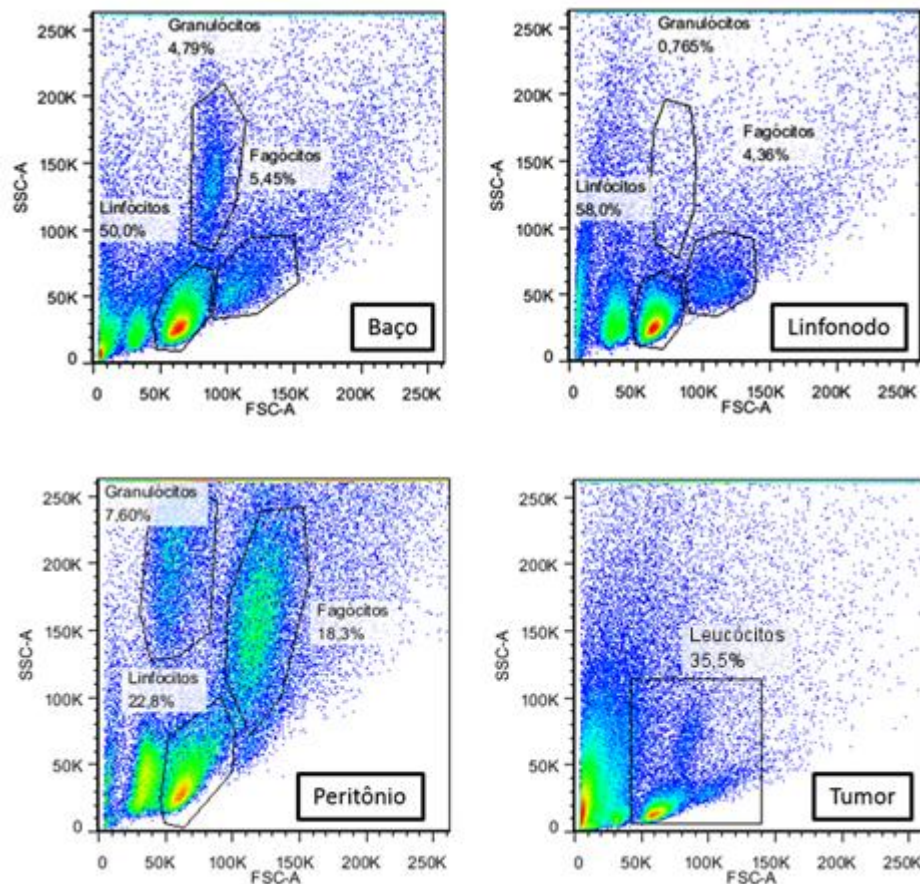 Granulócitos
4,79%
Fagócitos
5,45%
Linfócitos
50,0%
Baço
SSC-A
250K
200K
150K
100K
50K
0
0 50K 100K 150K 200K 250K
FSC-A
Granulócitos
0,765%
Fagócitos
4,36%
Linfócitos
58,0%
Linfonodo
SSC-A
250K
200K
150K
100K
50K
0
0 50K 100K 150K 200K 250K
FSC-A
Granulócitos
7,60%
Fagócitos
18,3%
Linfócitos
22,8%
Peritônio
SSC-A
250K
200K
150K
100K
50K
0
0 50K 100K 150K 200K 250K
FSC-A
Leucócitos
35,5%
Tumor
SSC-A
250K
200K
150K
100K
50K
0
0 50K 100K 150K 200K 250K
FSC-A